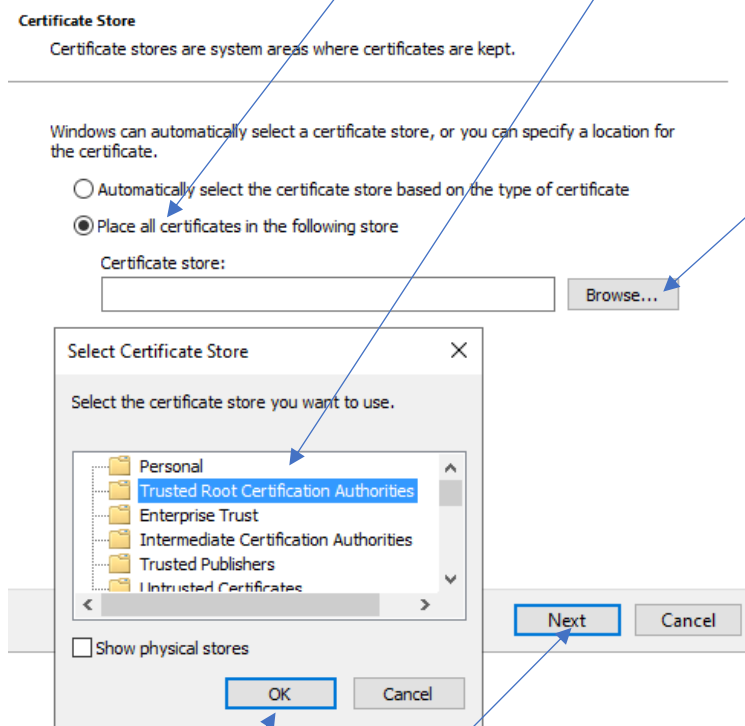 Certificate Store
Certificate stores are system areas where certificates are kept.
Windows can automatically select a certificate store, or you can specify a location for
the certificate.
Automatically select the certificate store based on the type of certificate
Place all certificates in the following store
Certificate store:
Browse...
Select Certificate Store
Select the certificate store you want to use.
Personal
Trusted Root Certification Authorities
Enterprise Trust
Intermediate Certification Authorities
Trusted Publishers
Untrusted Certificates
Show physical stores
OK Cancel
Next Cancel